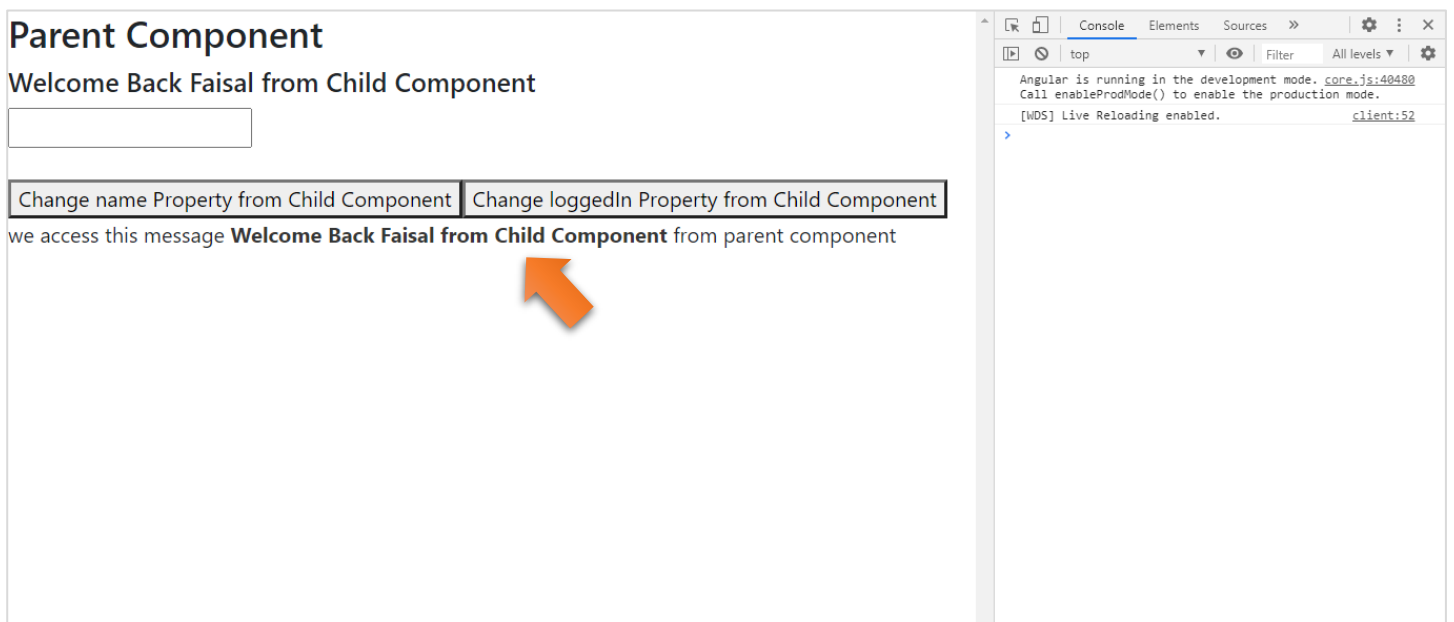 Parent Component
Welcome Back Faisal from Child Component
Change name Property from Child Component Change loggedIn Property from Child Component
we access this message Welcome Back Faisal from Child Component from parent component
Console Elements Sources »
top Filter All levels
Angular is running in the development mode. core.js:40480
Call enableProdMode() to enable the production mode.
[WDS] Live Reloading enabled. client:52
>